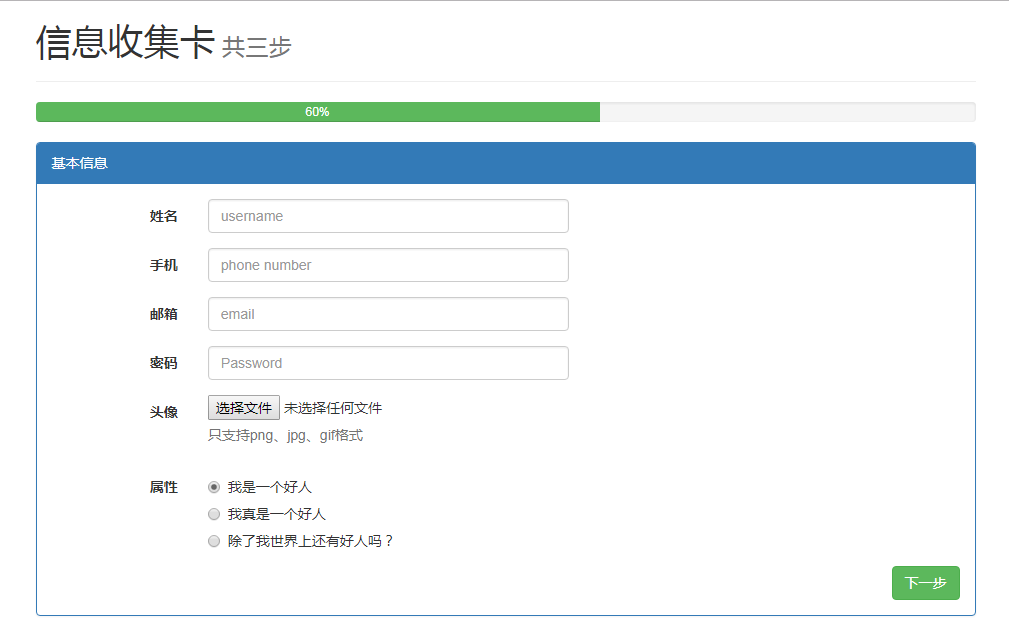 信息收集卡 共三步
60%
基本信息
姓名 username
手机 phone number
邮箱 email
密码 Password
头像 选择文件 未选择任何文件
只支持png、jpg、gif格式
属性 我是一个好人
我真是一个好人
除了我世界上还有好人吗？
下一步